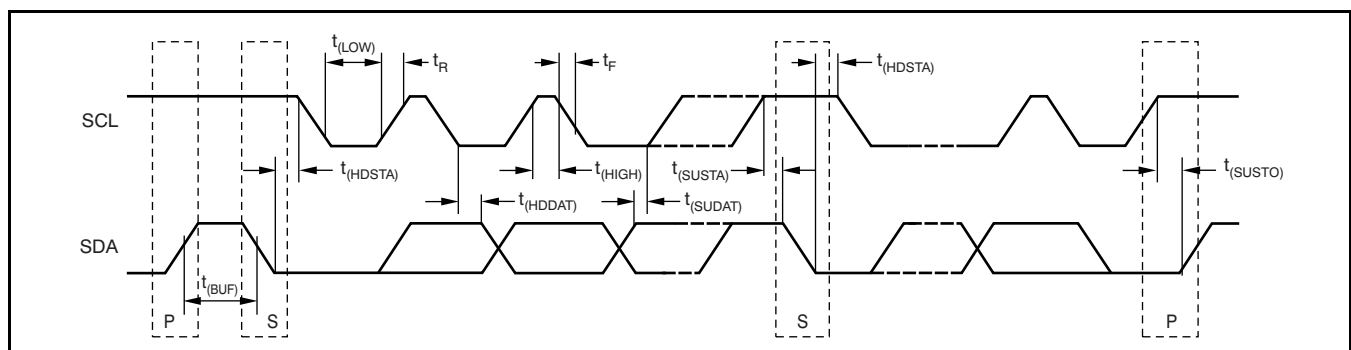 t(LOW)
tR
tF
t(HDSTA)
SCL
t(HDSTA)
t(HIGH)
t(SUSTA)
t(SUSTO)
t(HDDAT)
t(SUDAT)
SDA
t(BUF)
P
S
S
P